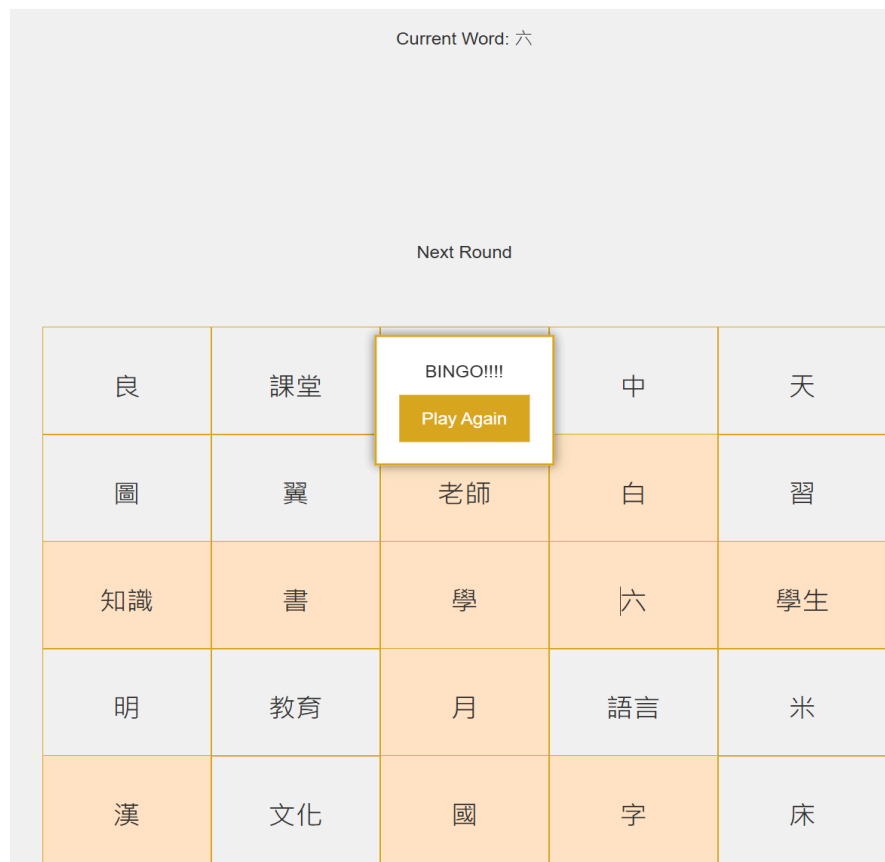 Current Word: 六
Next Round
BINGO!!!!
Play Again
良 課堂 中 天
圖 翼 老師 白 習
知識 書 學 六 學生
明 教育 月 語言 米
漢 文化 國 字 床